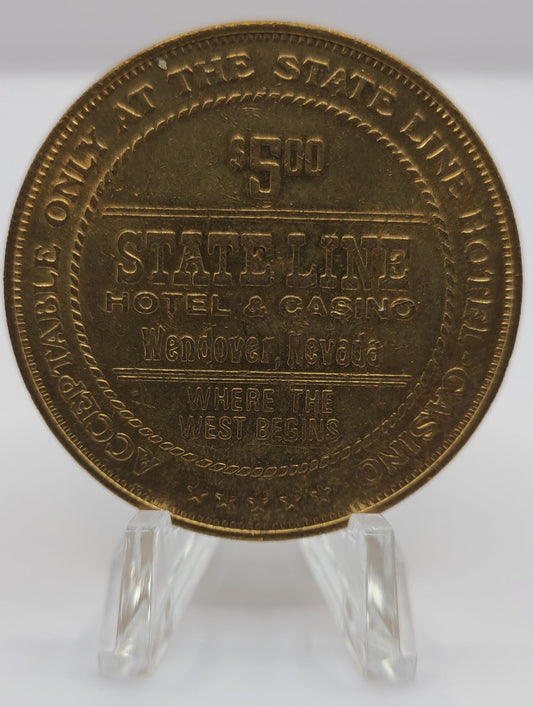 ACCEPTABLE ONLY AT THE STATE LINE HOTEL-CASINO
$5.00
STATE LINE
HOTEL & CASINO
Wendover, Nevada
WHERE THE
WEST BEGINS